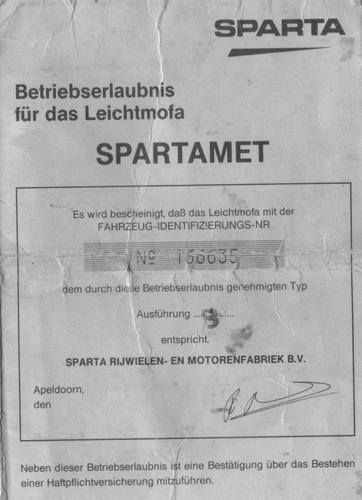 SPARTA
Betriebserlaubnis
für das Leichtmofa
SPARTAMET
Es wird bescheinigt, daß das Leichtmofa mit der
FAHRZEUG-IDENTIFIZIERUNGS-NR
Nº 166635
dem durch diese Betriebserlaubnis genehmigten Typ
Ausführung
entspricht.
SPARTA RIJWIELEN- EN MOTORENFABRIEK B.V.
Apeldoorn,
den
Neben dieser Betriebserlaubnis ist eine Bestätigung über das Bestehen
einer Haftpflichtversicherung mitzuführen.